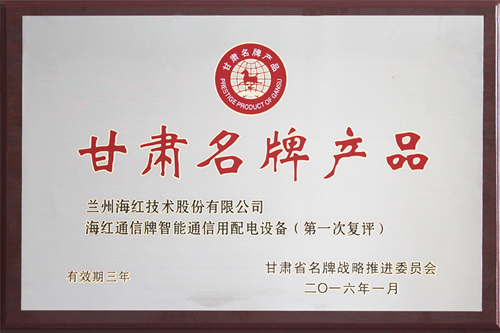 甘肃名牌产品
PRESTIGE PRODUCT OF GANSU
甘肃名牌产品
兰州海红技术股份有限公司
海红通信牌智能通信用配电设备（第一次复评）
有效期三年
甘肃省名牌战略推进委员会
二〇一六年一月